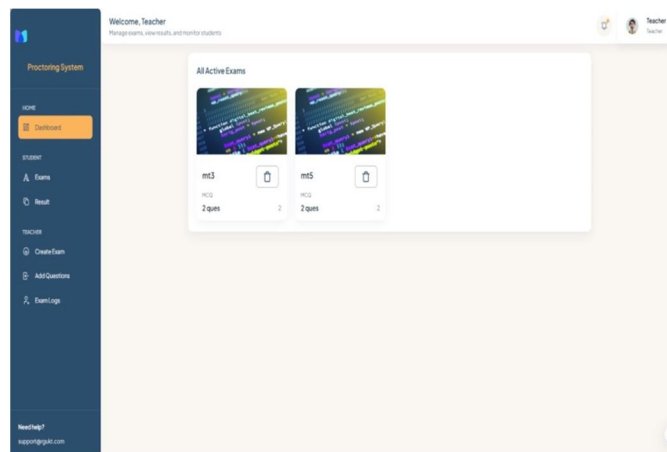 Welcome, Teacher
Manage exams, view results, and monitor students
Teacher
Teacher
Proctoring System
HOME
Dashboard
STUDENT
Exams
Result
TEACHER
Create Exam
Add Questions
Exam Logs
Need help?
support@rgukt.com
All Active Exams
mt3
MCQ
2 ques 2
mt5
MCQ
2 ques 2